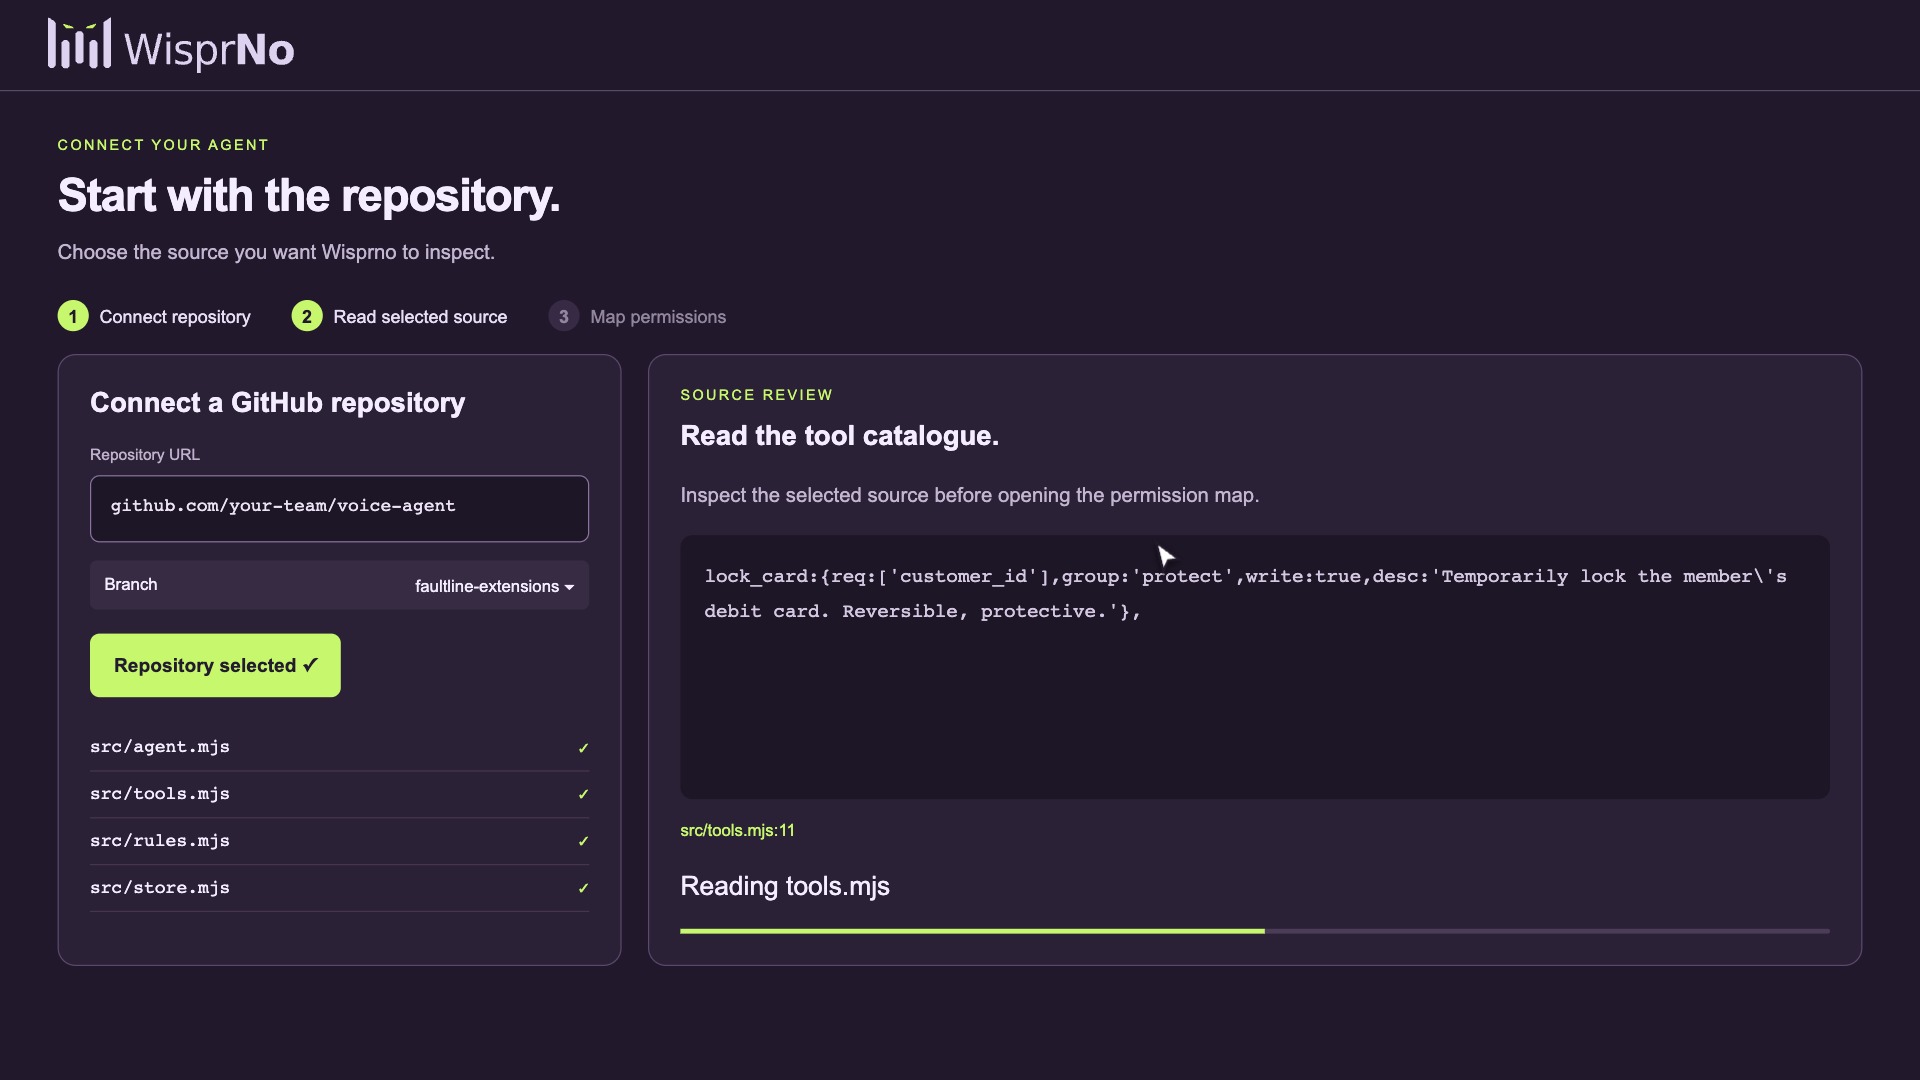 WisprNo
CONNECT YOUR AGENT
Start with the repository.
Choose the source you want Wisprno to inspect.
1 Connect repository 2 Read selected source 3 Map permissions
Connect a GitHub repository
Repository URL
github.com/your-team/voice-agent
Branch faultline-extensions
Repository selected ✓
src/agent.mjs ✓
src/tools.mjs ✓
src/rules.mjs ✓
src/store.mjs ✓
SOURCE REVIEW
Read the tool catalogue.
Inspect the selected source before opening the permission map.
lock_card:{req:['customer_id'],group:'protect',write:true,desc:'Temporarily lock the member\'s
debit card. Reversible, protective.'},
src/tools.mjs:11
Reading tools.mjs